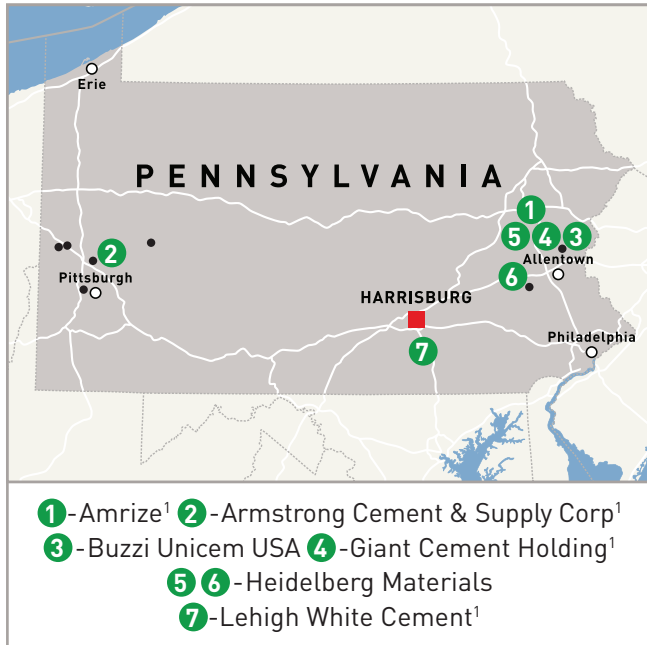 Erie
PENNSYLVANIA
1
5 4 3
2
Allentown
6
Pittsburgh
HARRISBURG
Philadelphia
7
1-Amrize¹ 2-Armstrong Cement & Supply Corp¹
3-Buzzi Unicem USA 4-Giant Cement Holding¹
5 6-Heidelberg Materials
7-Lehigh White Cement¹